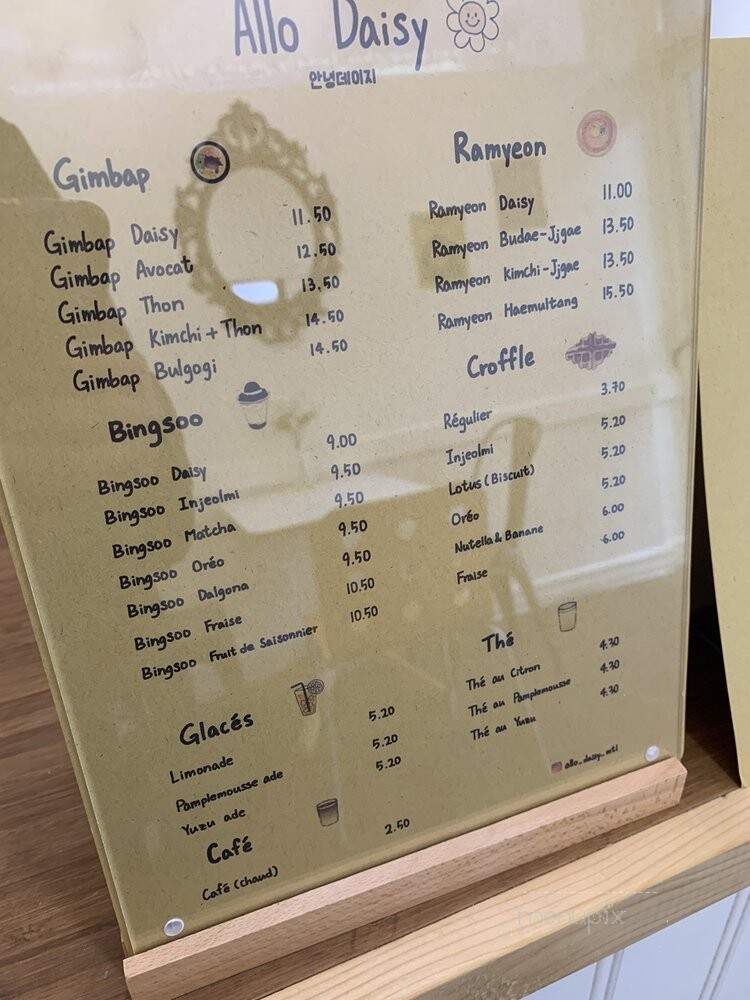 Allo Daisy
안녕데이지
Gimbap
Gimbap Daisy 11.50
Gimbap Avocat 12.50
Gimbap Thon 13.50
Gimbap Kimchi + Thon 14.50
Gimbap Bulgogi 14.50
Bingsoo
Bingsoo Daisy 9.00
Bingsoo Injeolmi 9.50
Bingsoo Matcha 9.50
Bingsoo Oréo 9.50
Bingsoo Dalgona 9.50
Bingsoo Fraise 10.50
Bingsoo Fruit de Saisonnier 10.50
Glacés
Limonade 5.20
Pamplemousse ade 5.20
Yuzu ade 5.20
Café
Café (chaud) 2.50
Ramyeon
Ramyeon Daisy 11.00
Ramyeon Budae-Jjgae 13.50
Ramyeon Kimchi-Jjgae 13.50
Ramyeon Haemultang 15.50
Croffle
Régulier 3.70
Injeolmi 5.20
Lotus (Biscuit) 5.20
Oréo 5.20
Nutella & Banane 6.00
Fraise 6.00
Thé
Thé au Citron 4.30
Thé au Pamplemousse 4.30
Thé au Yuzu 4.30
allo_daisy_mtl
menupix